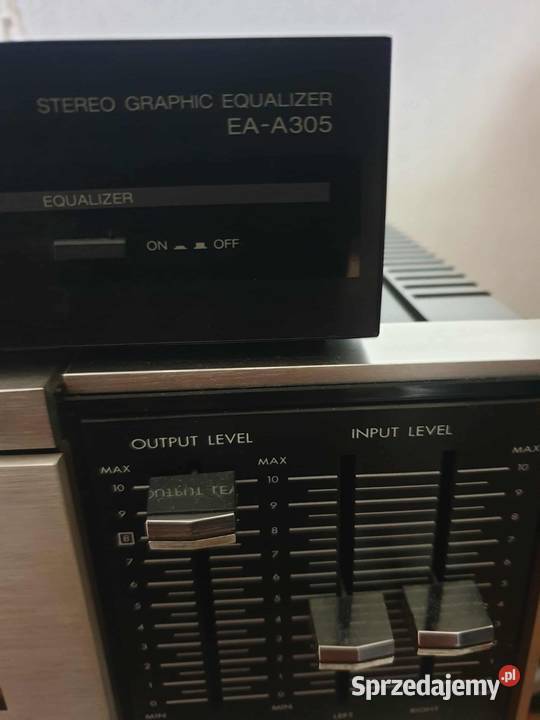 STEREO GRAPHIC EQUALIZER
EA-A305
EQUALIZER
ON OFF
OUTPUT LEVEL
INPUT LEVEL
MAX MAX MAX
10 10 10
9 9 9
8 8 8
7 7 7
6 6 6
5 5 5
4 4 4
3 3 3
2 2
1 1
0 0
MIN MIN LEFT RIGHT
Sprzedajemy.pl